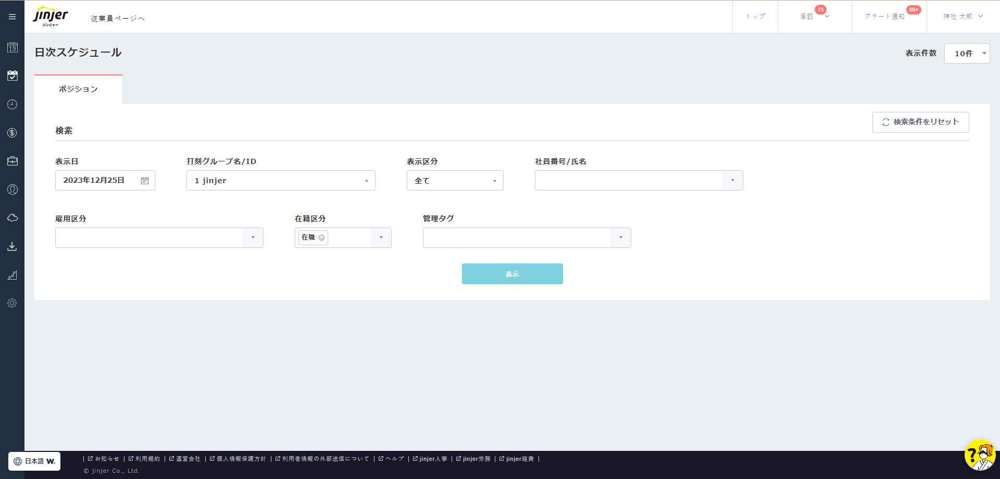 jinjer
ジンジャー
従業員ページへ
トップ
承認
73
アラート通知
99+
神社 太郎
19
日次スケジュール
表示件数
10件
ポジション
検索
検索条件をリセット
表示日
打刻グループ名/ID
表示区分
社員番号/氏名
2023年12月25日
1 jinjer
全て
雇用区分
在籍区分
管理タグ
在職
表示
日本語 W.
| お知らせ | 利用規約 | 運営会社 | 個人情報保護方針 | 利用者情報の外部送信について | ヘルプ | jinjer人事 | jinjer労務 | jinjer経費 |
© jinjer Co., Ltd.
?